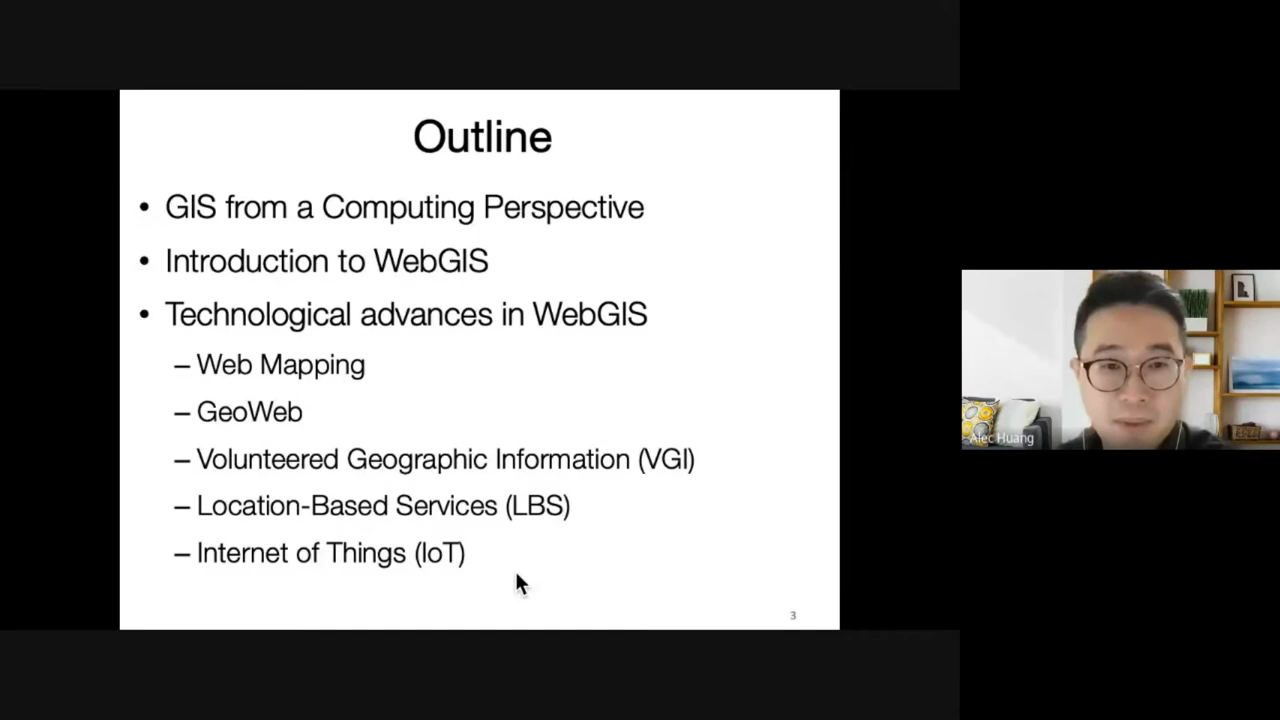 Outline
• GIS from a Computing Perspective
• Introduction to WebGIS
• Technological advances in WebGIS
– Web Mapping
– GeoWeb
– Volunteered Geographic Information (VGI)
– Location-Based Services (LBS)
– Internet of Things (IoT)
3
Alec Huang